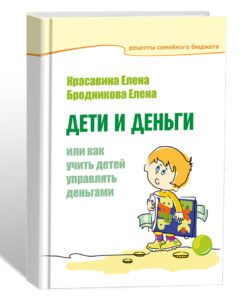 рецепты семейного бюджета
Красавина Елена
Бродникова Елена
ДЕТИ И ДЕНЬГИ
или как
учить детей
управлять
деньгами